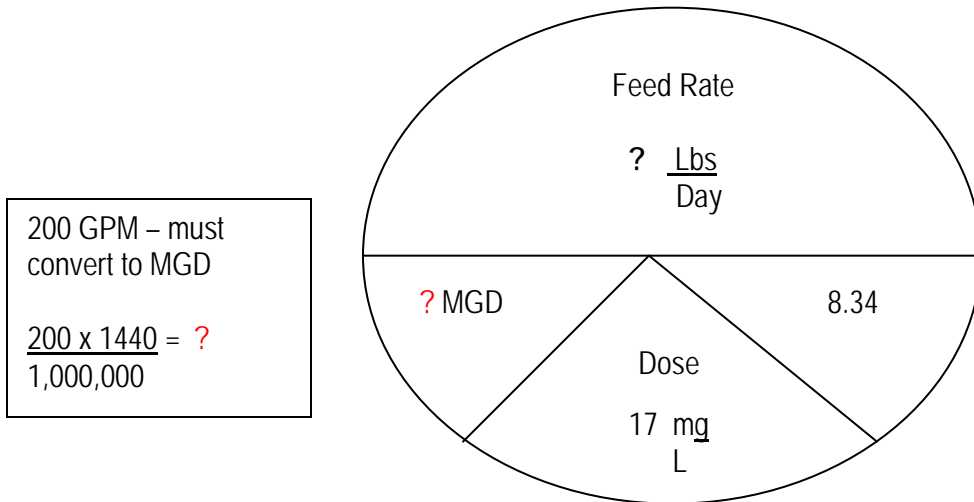 200 GPM – must
convert to MGD
200 x 1440 = ?
1,000,000
Feed Rate
? Lbs
Day
? MGD
8.34
Dose
17 mg
L